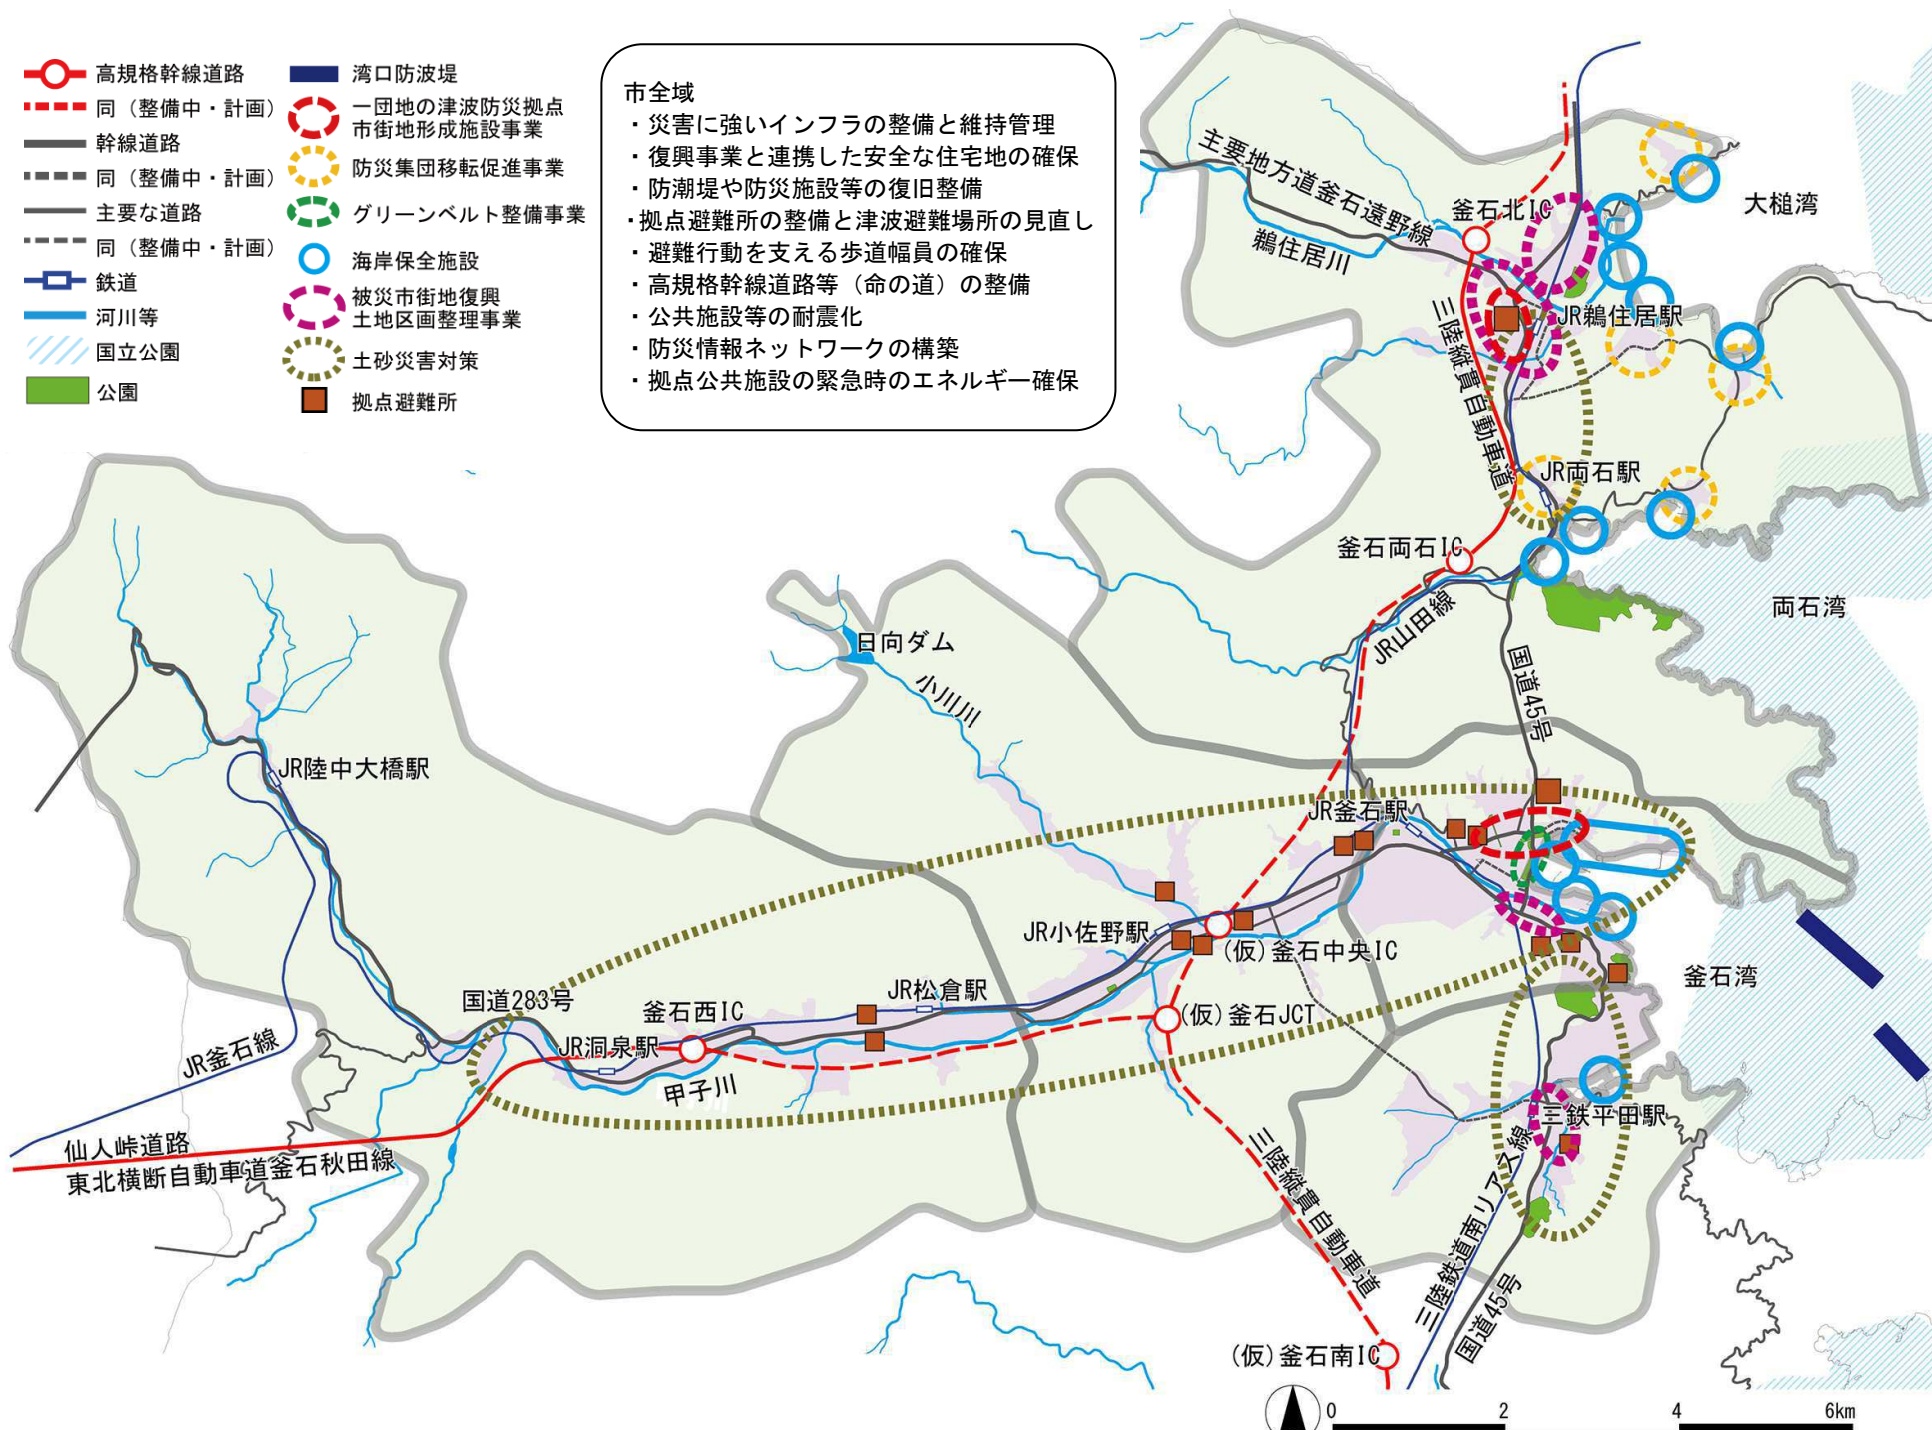 高規格幹線道路
同（整備中・計画）
幹線道路
同（整備中・計画）
主要な道路
同（整備中・計画）
鉄道
河川等
国立公園
公園
湾口防波堤
一団地の津波防災拠点
市街地形成施設事業
防災集団移転促進事業
グリーンベルト整備事業
海岸保全施設
被災市街地復興
土地区画整理事業
土砂災害対策
拠点避難所
市全域
・災害に強いインフラの整備と維持管理
・復興事業と連携した安全な住宅地の確保
・防潮堤や防災施設等の復旧整備
・拠点避難所の整備と津波避難場所の見直し
・避難行動を支える歩道幅員の確保
・高規格幹線道路等（命の道）の整備
・公共施設等の耐震化
・防災情報ネットワークの構築
・拠点公共施設の緊急時のエネルギー確保
主要地方道釜石遠野線
釜石北IC
大槌湾
鵜住居川
JR鵜住居駅
三陸縦貫自動車道
JR両石駅
釜石両石IC
JR山田線
両石湾
日向ダム
小川川
国道45号
JR陸中大橋駅
JR釜石駅
JR小佐野駅
(仮)釜石中央IC
釜石湾
JR松倉駅
国道283号
釜石西IC
(仮)釜石JCT
JR洞泉駅
JR釜石線
甲子川
三鉄平田駅
仙人峠道路
東北横断自動車道釜石秋田線
三陸縦貫自動車道
三陸鉄道南リアス線
国道45号
(仮)釜石南IC
0 2 4 6km